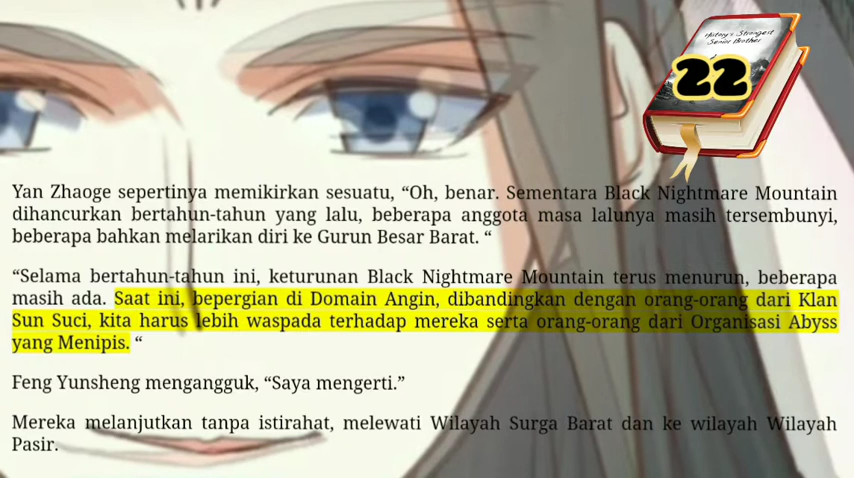 History's Strongest
Senior Brother
22
Yan Zhaoge sepertinya memikirkan sesuatu, “Oh, benar. Sementara Black Nightmare Mountain
dihancurkan bertahun-tahun yang lalu, beberapa anggota masa lalunya masih tersembunyi,
beberapa bahkan melarikan diri ke Gurun Besar Barat. “
“Selama bertahun-tahun ini, keturunan Black Nightmare Mountain terus menurun, beberapa
masih ada. Saat ini, bepergian di Domain Angin, dibandingkan dengan orang-orang dari Klan
Sun Suci, kita harus lebih waspada terhadap mereka serta orang-orang dari Organisasi Abyss
yang Menipis. “
Feng Yunsheng mengangguk, “Saya mengerti.”
Mereka melanjutkan tanpa istirahat, melewati Wilayah Surga Barat dan ke wilayah Wilayah
Pasir.